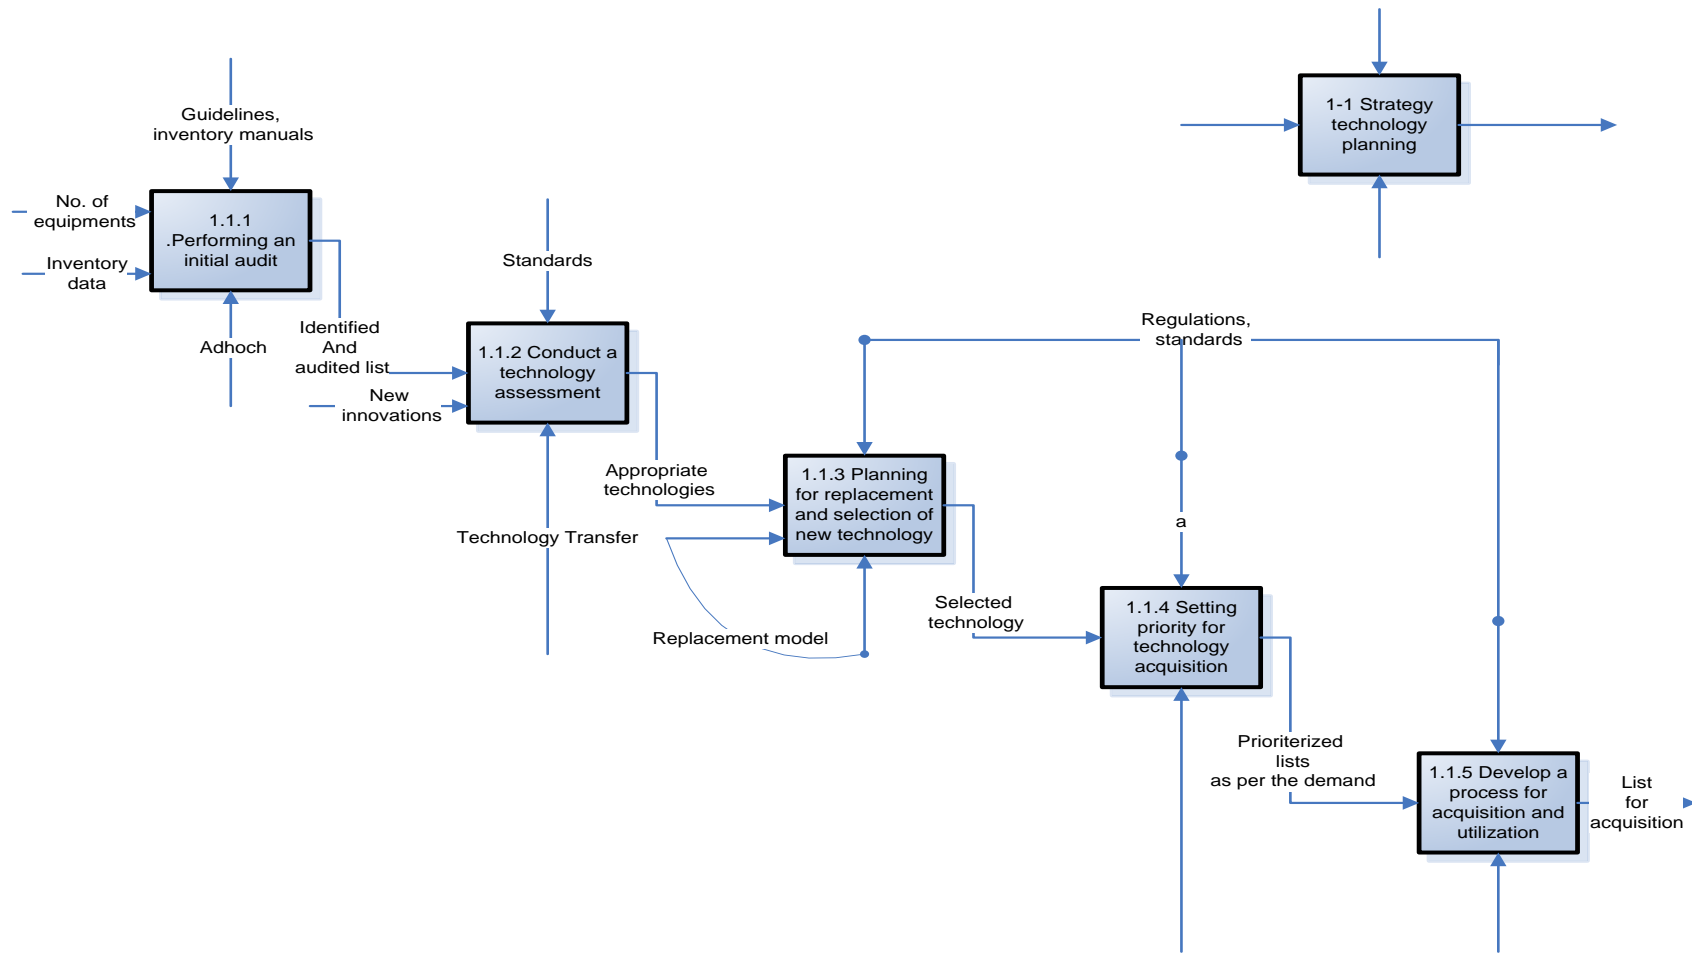 1-1 Strategy
technology
planning
Guidelines,
inventory manuals
No. of
equipments
Inventory
data
1.1.1
.Performing an
initial audit
Adhoch
Identified
And
audited list
New
innovations
Standards
1.1.2 Conduct a
technology
assessment
Technology Transfer
Appropriate
technologies
Regulations,
standards
1.1.3 Planning
for replacement
and selection of
new technology
Replacement model
Selected
technology
a
1.1.4 Setting
priority for
technology
acquisition
Prioriterized
lists
as per the demand
1.1.5 Develop a
process for
acquisition and
utilization
List
for
acquisition